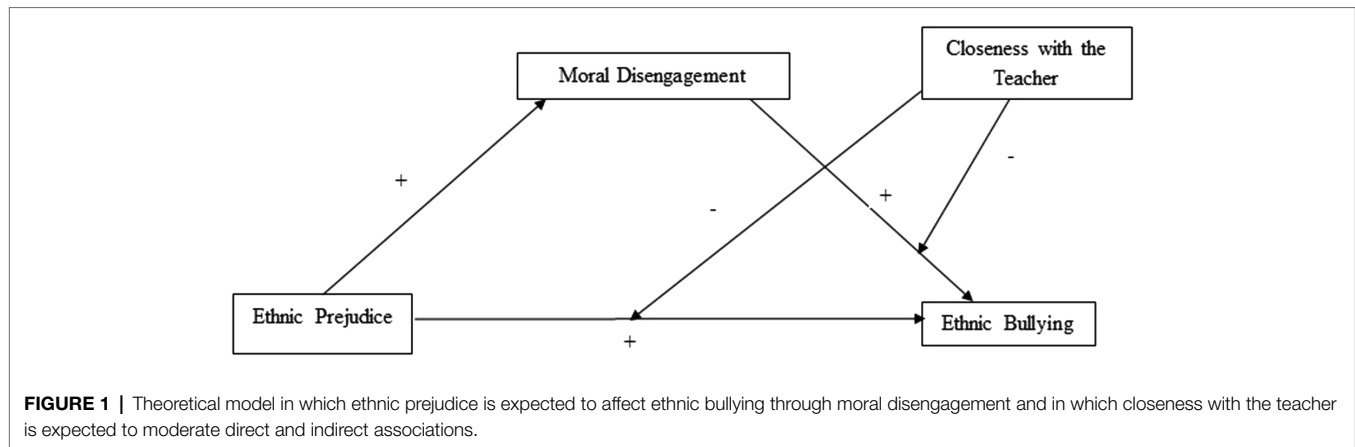 Closeness with the
Teacher
Moral Disengagement
+
-
-
+
Ethnic Prejudice
+
Ethnic Bullying
FIGURE 1 | Theoretical model in which ethnic prejudice is expected to affect ethnic bullying through moral disengagement and in which closeness with the teacher
is expected to moderate direct and indirect associations.